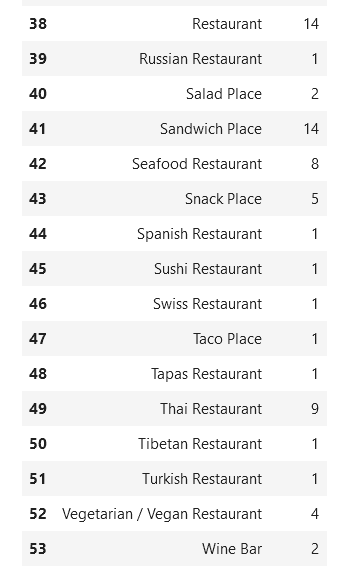 38 Restaurant 14
39 Russian Restaurant 1
40 Salad Place 2
41 Sandwich Place 14
42 Seafood Restaurant 8
43 Snack Place 5
44 Spanish Restaurant 1
45 Sushi Restaurant 1
46 Swiss Restaurant 1
47 Taco Place 1
48 Tapas Restaurant 1
49 Thai Restaurant 9
50 Tibetan Restaurant 1
51 Turkish Restaurant 1
52 Vegetarian / Vegan Restaurant 4
53 Wine Bar 2